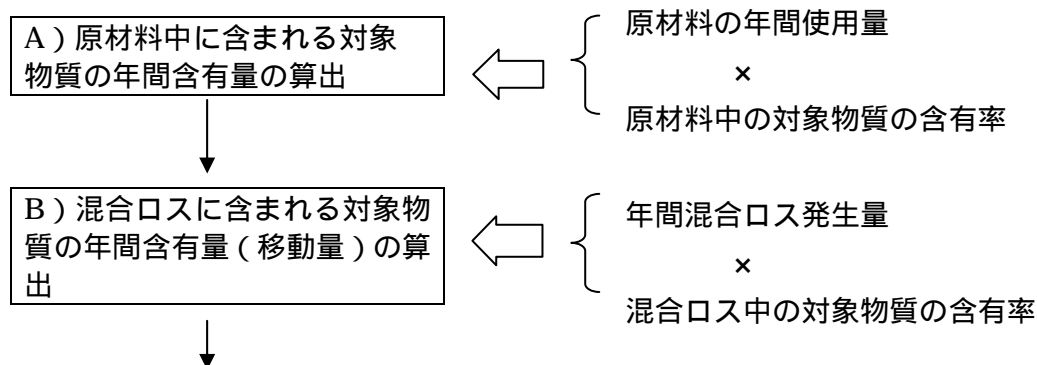 A）原材料中に含まれる対象
物質の年間含有量の算出
原材料の年間使用量
×
原材料中の対象物質の含有率
B）混合ロスに含まれる対象物
質の年間含有量（移動量）の算
出
年間混合ロス発生量
×
混合ロス中の対象物質の含有率